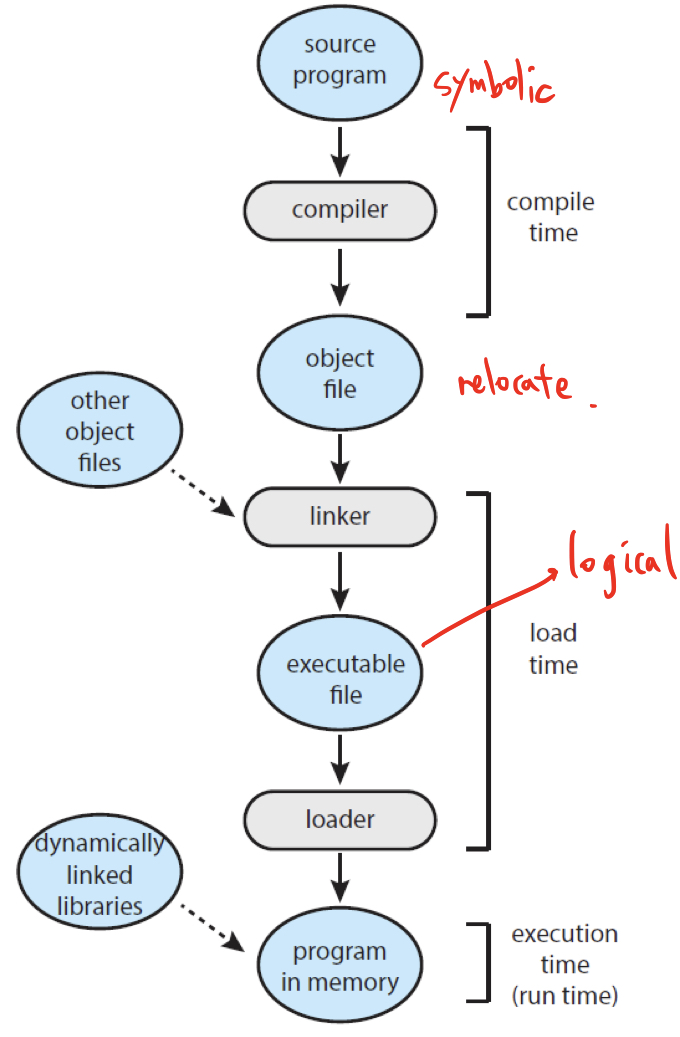 source
program
symbolic
compiler
compile
time
object
file
relocate.
other
object
files
linker
logical
load
time
executable
file
loader
dynamically
linked
libraries
program
in memory
execution
time
(run time)